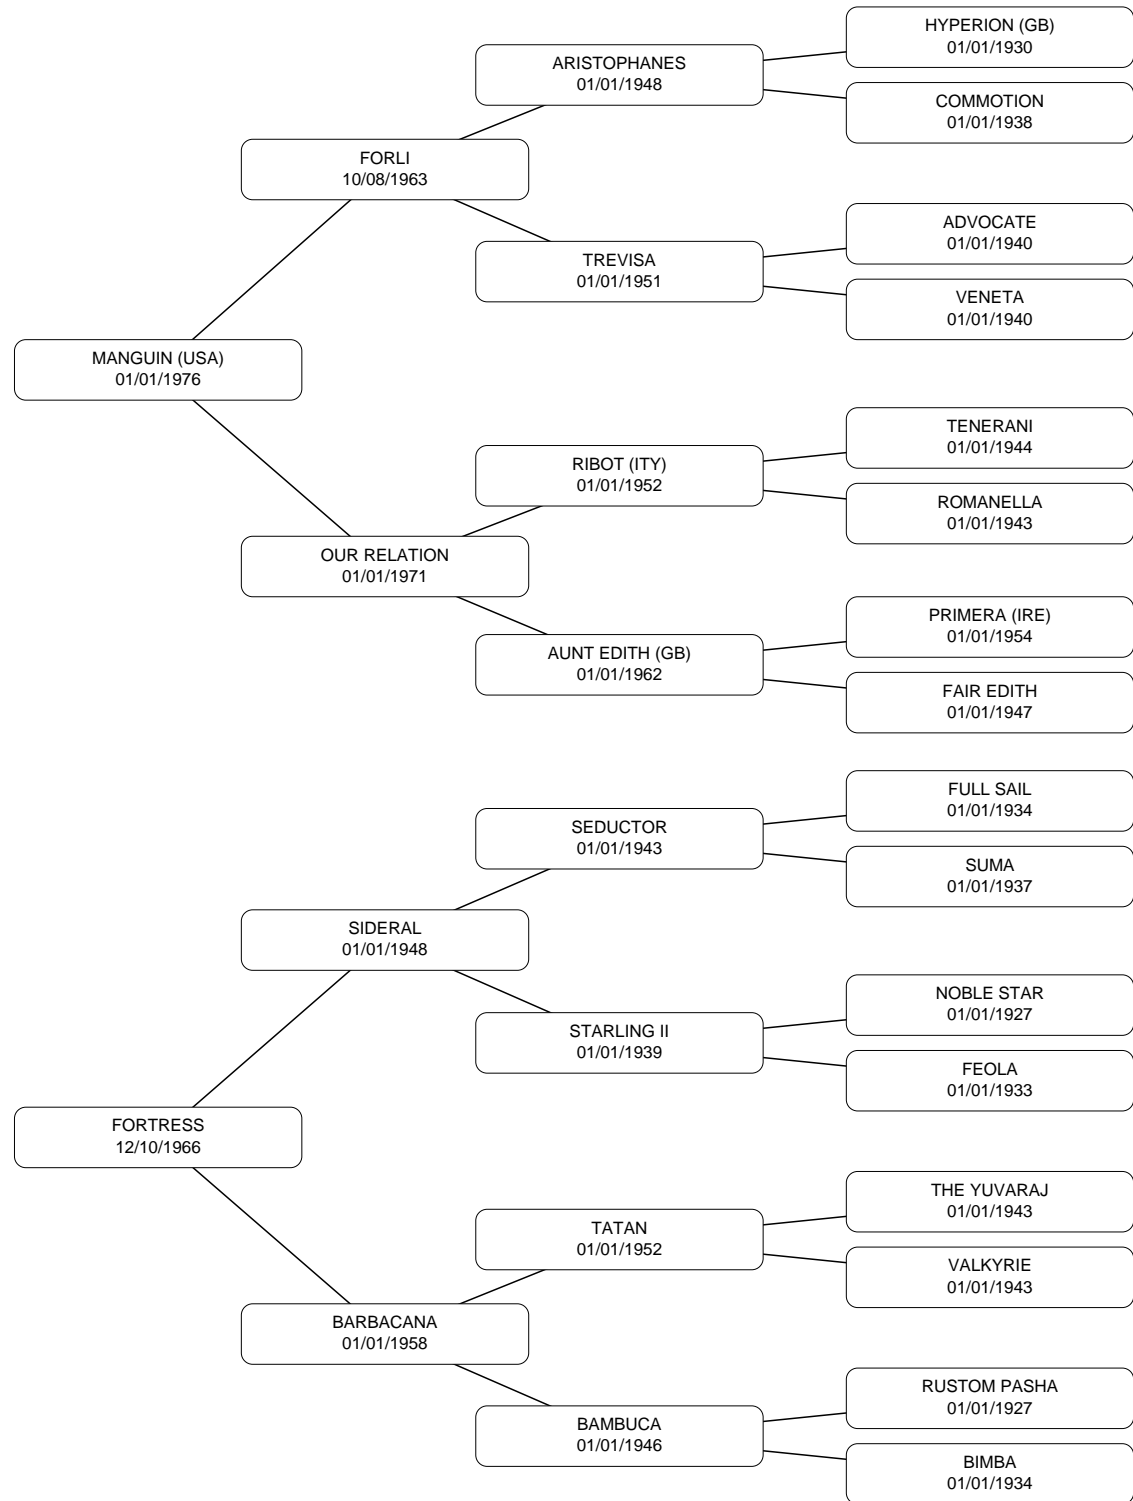 HYPERION (GB)
01/01/1930
ARISTOPHANES
01/01/1948
COMMOTION
01/01/1938
FORLI
10/08/1963
ADVOCATE
01/01/1940
TREVISA
01/01/1951
VENETA
01/01/1940
MANGUIN (USA)
01/01/1976
TENERANI
01/01/1944
RIBOT (ITY)
01/01/1952
ROMANELLA
01/01/1943
OUR RELATION
01/01/1971
PRIMERA (IRE)
01/01/1954
AUNT EDITH (GB)
01/01/1962
FAIR EDITH
01/01/1947
FULL SAIL
01/01/1934
SEDUCTOR
01/01/1943
SUMA
01/01/1937
SIDERAL
01/01/1948
NOBLE STAR
01/01/1927
STARLING II
01/01/1939
FEOLA
01/01/1933
FORTRESS
12/10/1966
THE YUVARAJ
01/01/1943
TATAN
01/01/1952
VALKYRIE
01/01/1943
BARBACANA
01/01/1958
RUSTOM PASHA
01/01/1927
BAMBUCA
01/01/1946
BIMBA
01/01/1934